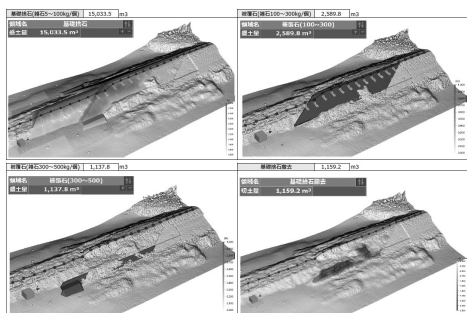 基礎捨石(雑石5~100kg/個) 15,033.5 m3
領域名 基礎捨石
盛土量 15,033.5 m³
被覆石(雑石100~300kg/個) 2,589.8 m3
領域名 被覆石(100~300)
盛土量 2,589.8 m³
被覆石(雑石300~500kg/個) 1,137.8 m3
領域名 被覆石(300~500)
盛土量 1,137.8 m³
基礎捨石撤去 1,159.2 m3
領域名 基礎捨石撤去
切土量 1,159.2 m³